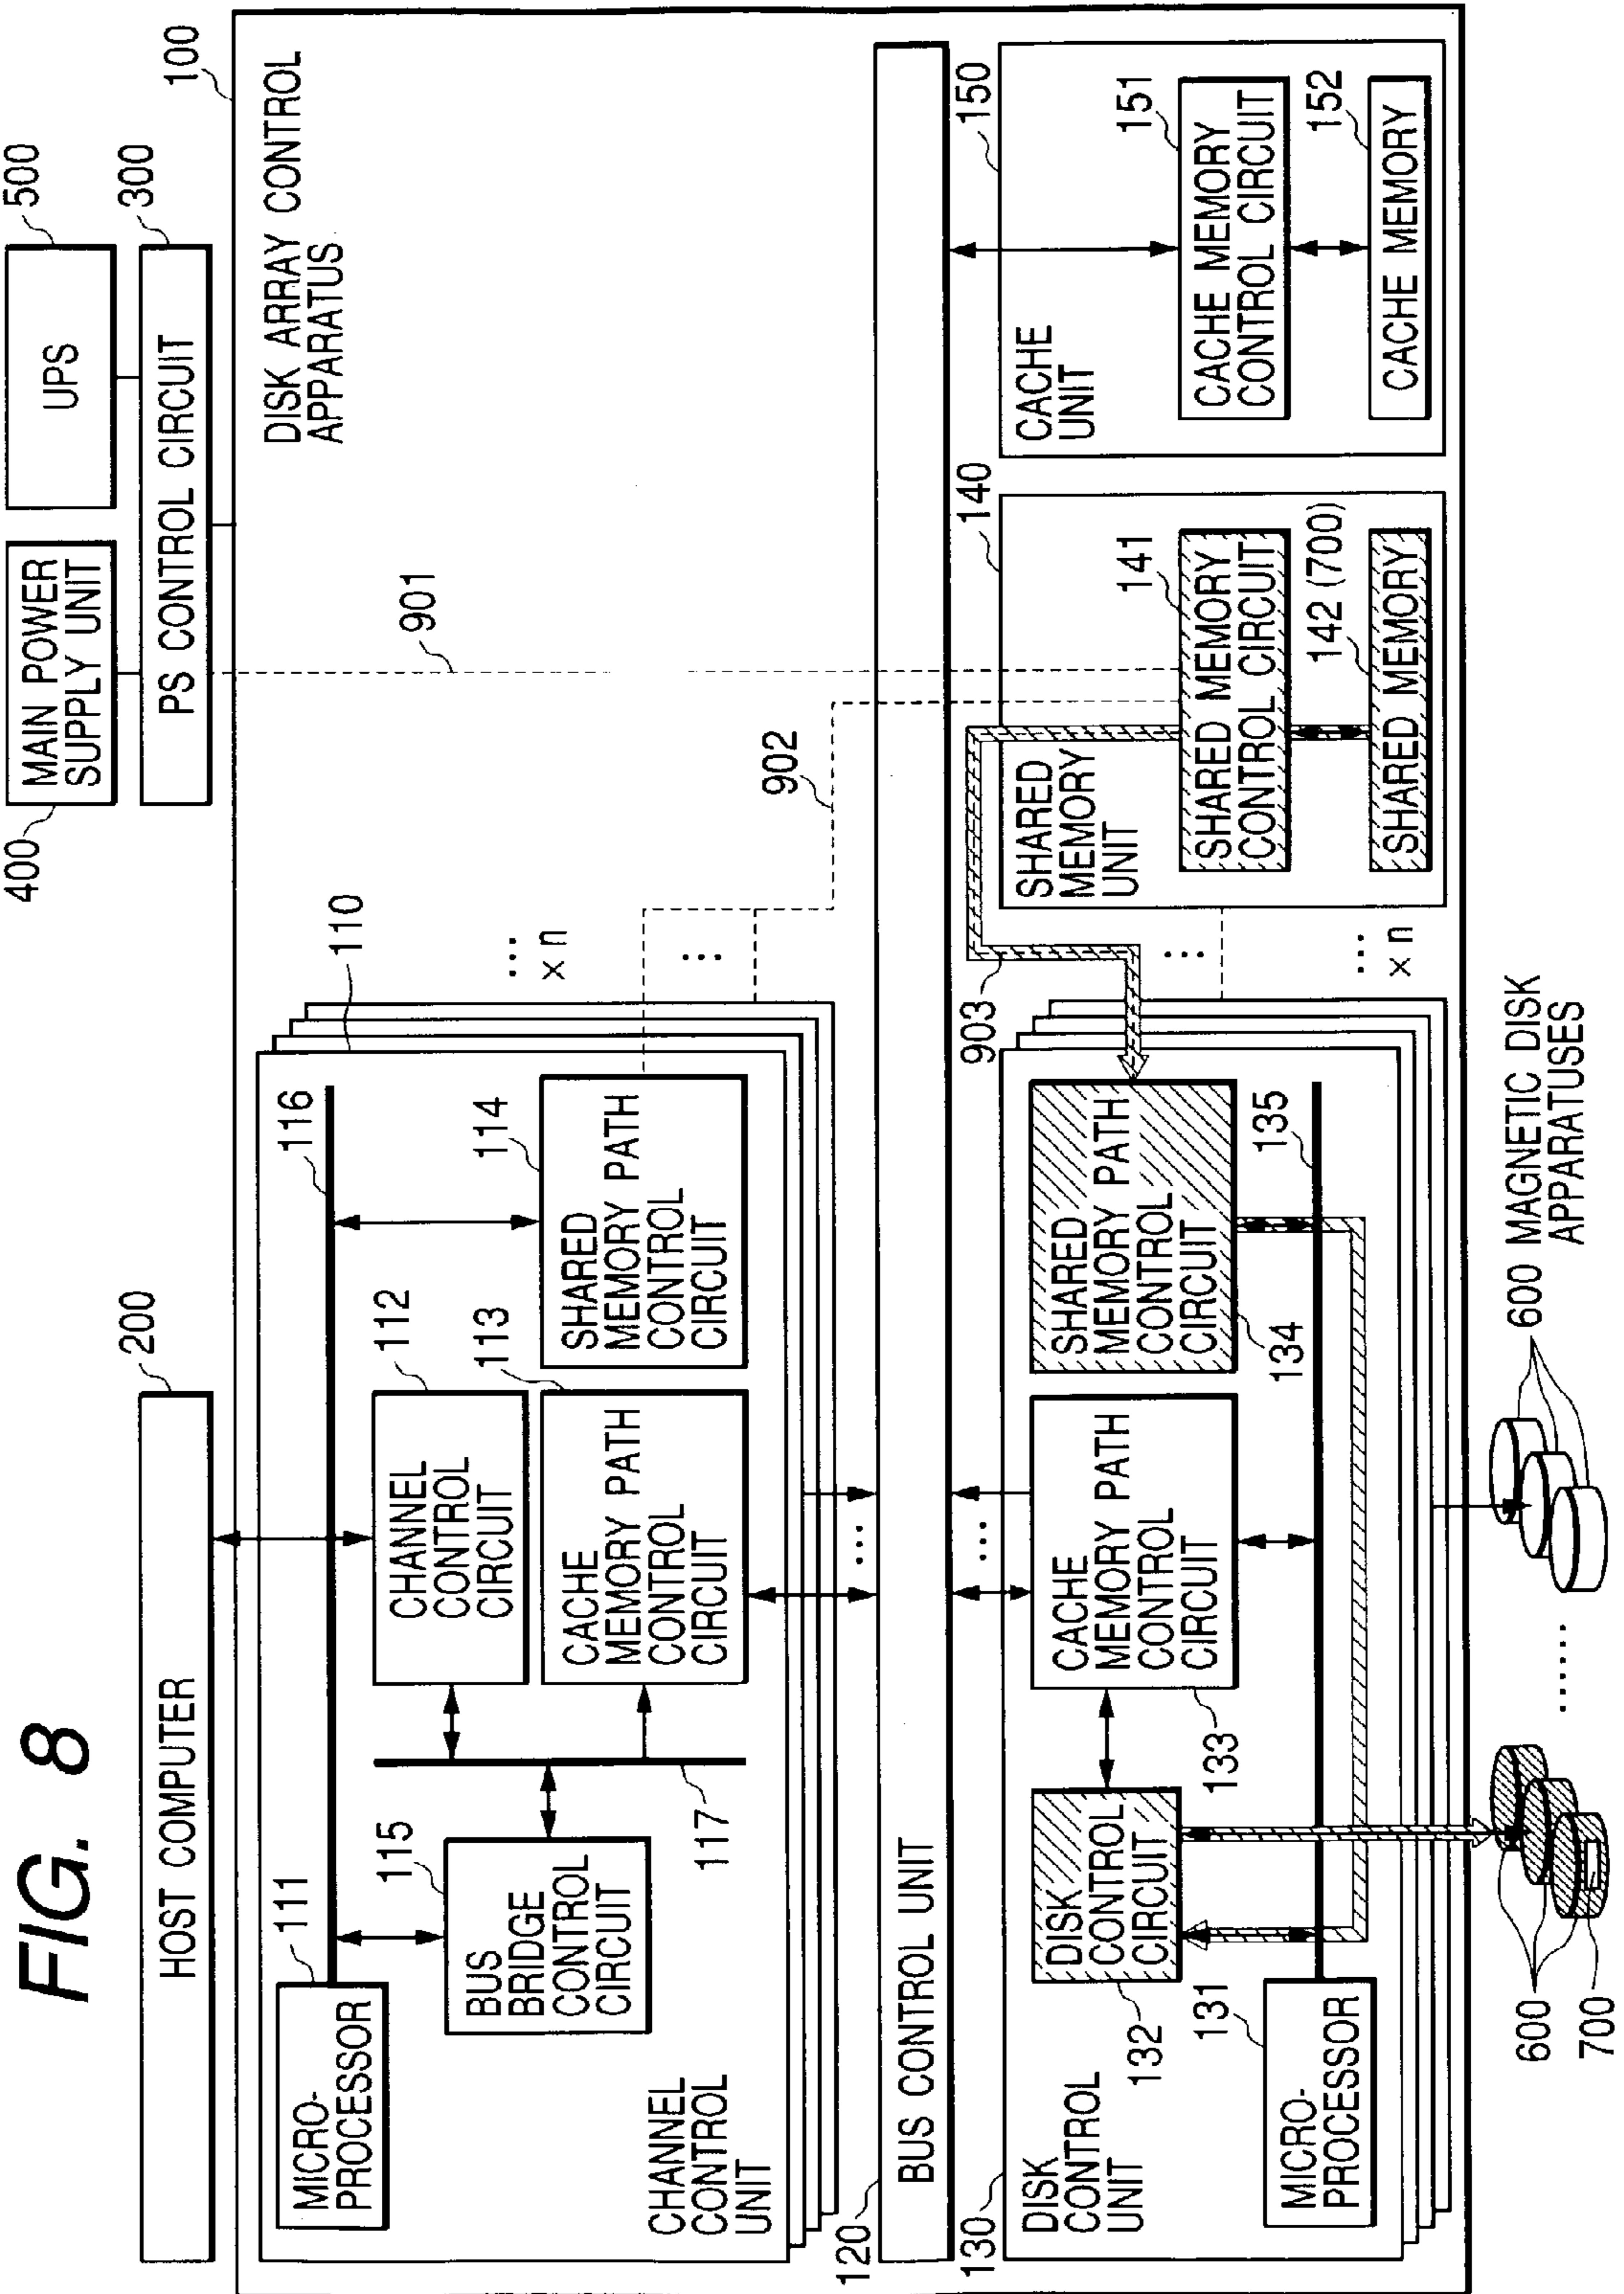 FIG. 8
HOST COMPUTER
200
400
MAIN POWER
SUPPLY UNIT
UPS
500
PS CONTROL CIRCUIT
300
100
DISK ARRAY CONTROL
APPARATUS
901
902
110
...
× n
...
MICRO-
PROCESSOR
111
116
115
BUS
BRIDGE
CONTROL
CIRCUIT
117
CHANNEL
CONTROL
CIRCUIT
112
113
CACHE
MEMORY PATH
CONTROL
CIRCUIT
114
SHARED
MEMORY PATH
CONTROL
CIRCUIT
CHANNEL
CONTROL
UNIT
...
120
BUS CONTROL UNIT
...
130
DISK
CONTROL
UNIT
DISK
CONTROL
CIRCUIT
132
131
MICRO-
PROCESSOR
CACHE
MEMORY PATH
CONTROL
CIRCUIT
133
SHARED
MEMORY PATH
CONTROL
CIRCUIT
134
135
903
...
...
× n
140
SHARED
MEMORY
UNIT
141
SHARED MEMORY
CONTROL CIRCUIT
142 (700)
SHARED MEMORY
150
CACHE
UNIT
151
CACHE MEMORY
CONTROL CIRCUIT
152
CACHE MEMORY
600
700
......
600 MAGNETIC DISK
APPARATUSES